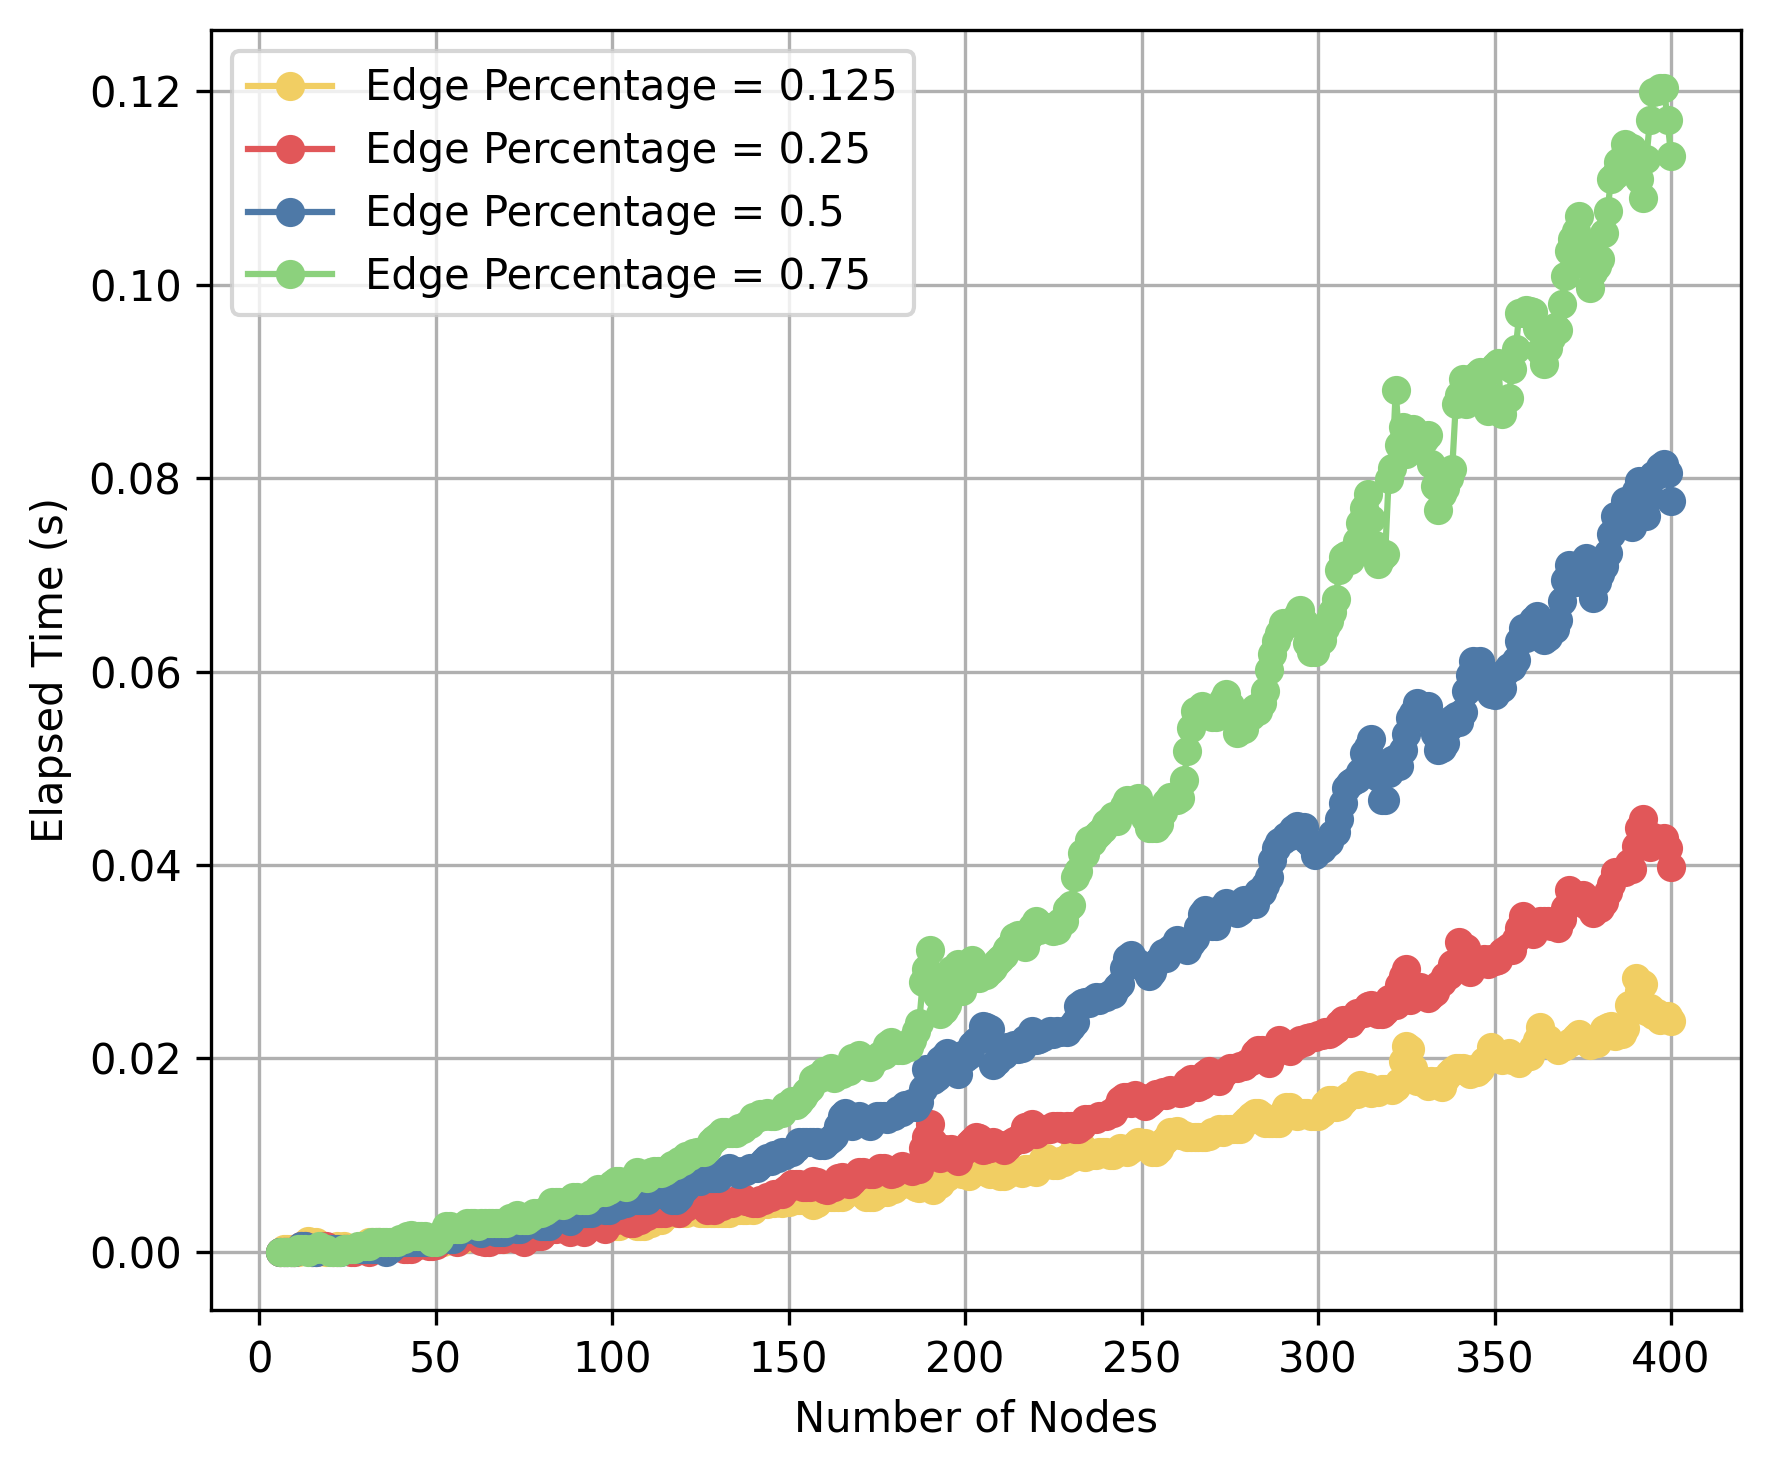 Edge Percentage = 0.125
Edge Percentage = 0.25
Edge Percentage = 0.5
Edge Percentage = 0.75
0.12
0.10
0.08
0.06
0.04
0.02
0.00
Elapsed Time (s)
0 50 100 150 200 250 300 350 400
Number of Nodes